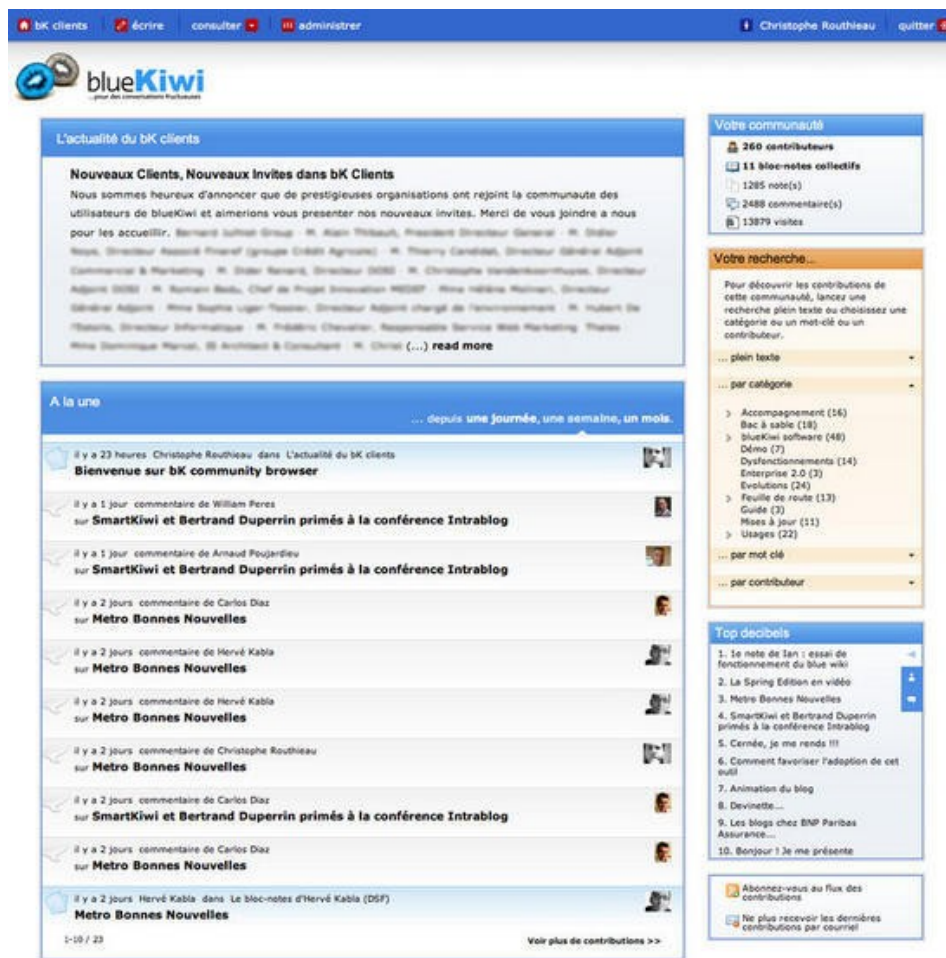 bK clients écrire consulter administrer Christophe Routhieau quitter
blueKiwi
...pour des conversations fructueuses
L'actualité du bK clients
Nouveaux Clients, Nouveaux Invites dans bK Clients
Nous sommes heureux d'annoncer que de prestigieuses organisations ont rejoint la communaute des
utilisateurs de blueKiwi et aimerions vous presenter nos nouveaux invites. Merci de vous joindre a nous
pour les accueillir.
(...) read more
A la une
... depuis une journée, une semaine, un mois.
il y a 23 heures Christophe Routhieau dans L'actualité du bK clients
Bienvenue sur bK community browser
il y a 1 jour commentaire de William Peres
sur SmartKiwi et Bertrand Duperrin primés à la conférence Intrablog
il y a 1 jour commentaire de Arnaud Poujardieu
sur SmartKiwi et Bertrand Duperrin primés à la conférence Intrablog
il y a 2 jours commentaire de Carlos Diaz
sur Metro Bonnes Nouvelles
il y a 2 jours commentaire de Hervé Kabla
sur Metro Bonnes Nouvelles
il y a 2 jours commentaire de Hervé Kabla
sur Metro Bonnes Nouvelles
il y a 2 jours commentaire de Christophe Routhieau
sur Metro Bonnes Nouvelles
il y a 2 jours commentaire de Carlos Diaz
sur SmartKiwi et Bertrand Duperrin primés à la conférence Intrablog
il y a 2 jours commentaire de Carlos Diaz
sur Metro Bonnes Nouvelles
il y a 2 jours Hervé Kabla dans Le bloc-notes d'Hervé Kabla (DSF)
Metro Bonnes Nouvelles
1-10 / 23 Voir plus de contributions >>
Votre communauté
260 contributeurs
11 bloc-notes collectifs
1285 note(s)
2488 commentaire(s)
13879 visites
Votre recherche...
Pour découvrir les contributions de
cette communauté, lancez une
recherche plein texte ou choisissez une
catégorie ou un mot-clé ou un
contributeur.
... plein texte
... par catégorie
> Accompagnement (16)
Bac à sable (18)
> blueKiwi software (48)
Démo (7)
Dysfonctionnements (14)
Enterprise 2.0 (3)
Evolutions (24)
> Feuille de route (13)
Guide (3)
Mises à jour (11)
> Usages (22)
... par mot clé
... par contributeur
Top decibels
1. 1e note de Ian : essai de
fonctionnement du blue wiki
2. La Spring Edition en vidéo
3. Metro Bonnes Nouvelles
4. SmartKiwi et Bertrand Duperrin
primés à la conférence Intrablog
5. Cernée, je me rends !!!
6. Comment favoriser l'adoption de cet
outil
7. Animation du blog
8. Devinette...
9. Les blogs chez BNP Paribas
Assurance...
10. Bonjour ! Je me présente
Abonnez-vous au flux des
contributions
Ne plus recevoir les dernières
contributions par courriel